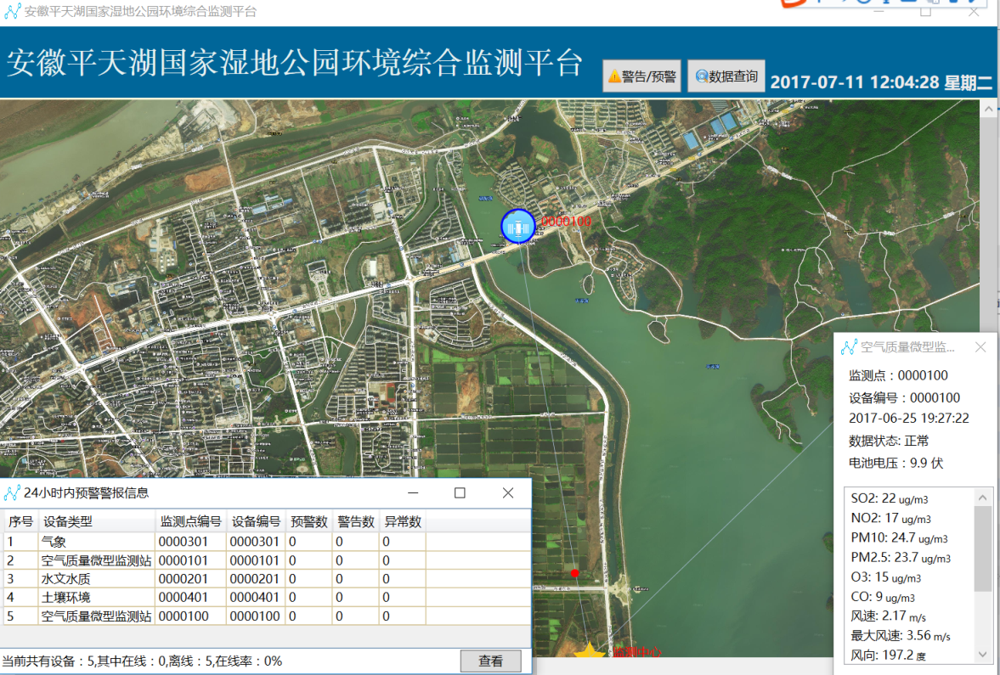 安徽平天湖国家湿地公园环境综合监测平台
安徽平天湖国家湿地公园环境综合监测平台
警告/预警
数据查询
2017-07-11 12:04:28 星期二
0000100
监测中心
空气质量微型监...
监测点：0000100
设备编号：0000100
2017-06-25 19:27:22
数据状态: 正常
电池电压：9.9 伏
SO2: 22 ug/m3
NO2: 17 ug/m3
PM10: 24.7 ug/m3
PM2.5: 23.7 ug/m3
O3: 15 ug/m3
CO: 9 ug/m3
风速: 2.17 m/s
最大风速: 3.56 m/s
风向: 197.2 度
24小时内预警警报信息
序号 设备类型 监测点编号 设备编号 预警数 警告数 异常数
1 气象 0000301 0000301 0 0 0
2 空气质量微型监测站 0000101 0000101 0 0 0
3 水文水质 0000201 0000201 0 0 0
4 土壤环境 0000401 0000401 0 0 0
5 空气质量微型监测站 0000100 0000100 0 0 0
当前共有设备：5,其中在线：0,离线：5,在线率：0%
查看